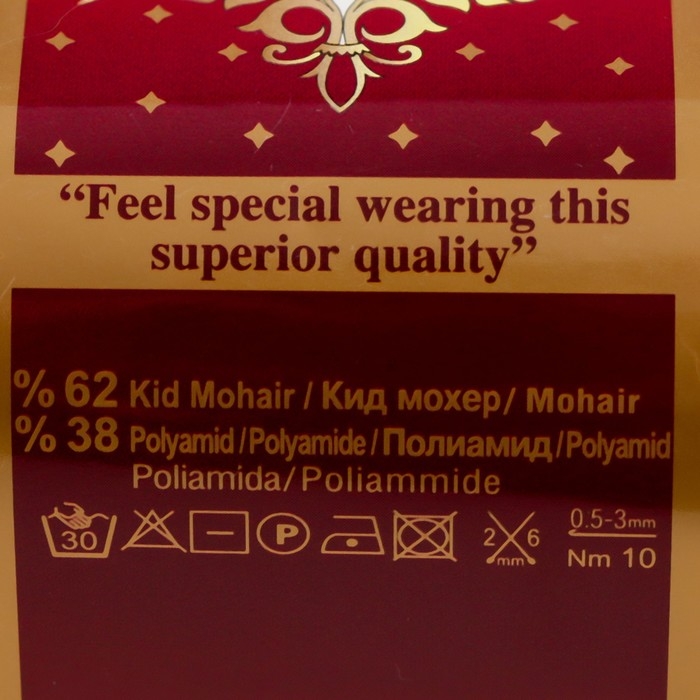 “Feel special wearing this
superior quality”
% 62 Kid Mohair / Кид мохер/ Mohair
% 38 Polyamid/Polyamide/Полиамид/Polyamid
Poliamida/Poliammide
30 P 2 6 mm 0.5-3mm
Nm 10